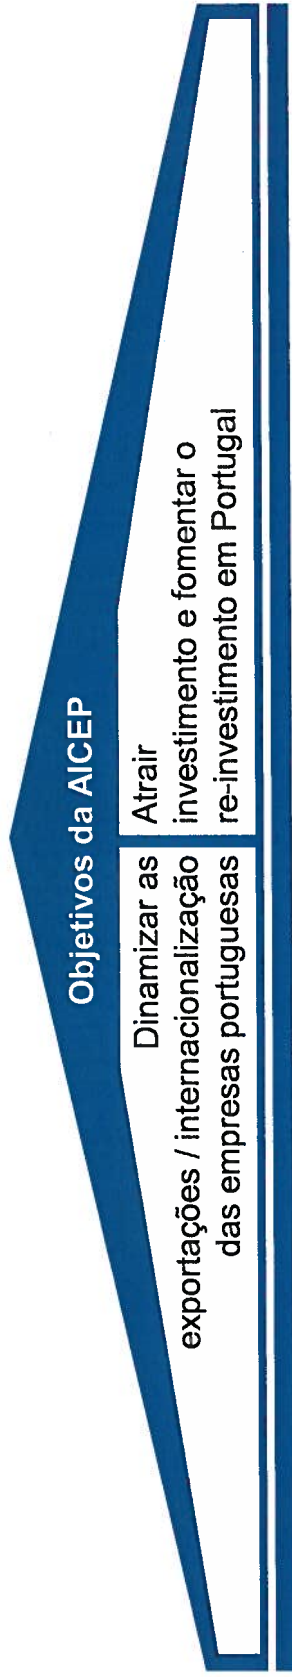 Objetivos da AICEP
Dinamizar as
exportações / internacionalização
das empresas portuguesas
Atrair
investimento e fomentar o
re-investimento em Portugal